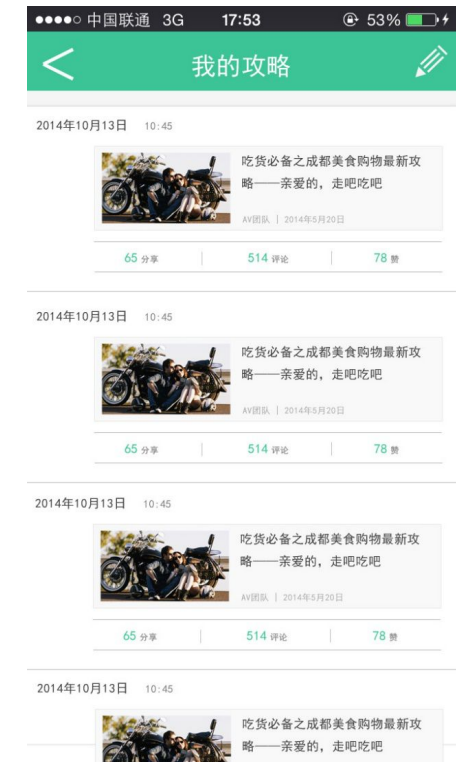 中国联通 3G 17:53 53%
我的攻略
2014年10月13日 10:45
吃货必备之成都美食购物最新攻
略——亲爱的，走吧吃吧
AV团队 | 2014年5月20日
65 分享 514 评论 78 赞
2014年10月13日 10:45
吃货必备之成都美食购物最新攻
略——亲爱的，走吧吃吧
AV团队 | 2014年5月20日
65 分享 514 评论 78 赞
2014年10月13日 10:45
吃货必备之成都美食购物最新攻
略——亲爱的，走吧吃吧
AV团队 | 2014年5月20日
65 分享 514 评论 78 赞
2014年10月13日 10:45
吃货必备之成都美食购物最新攻
略——亲爱的，走吧吃吧